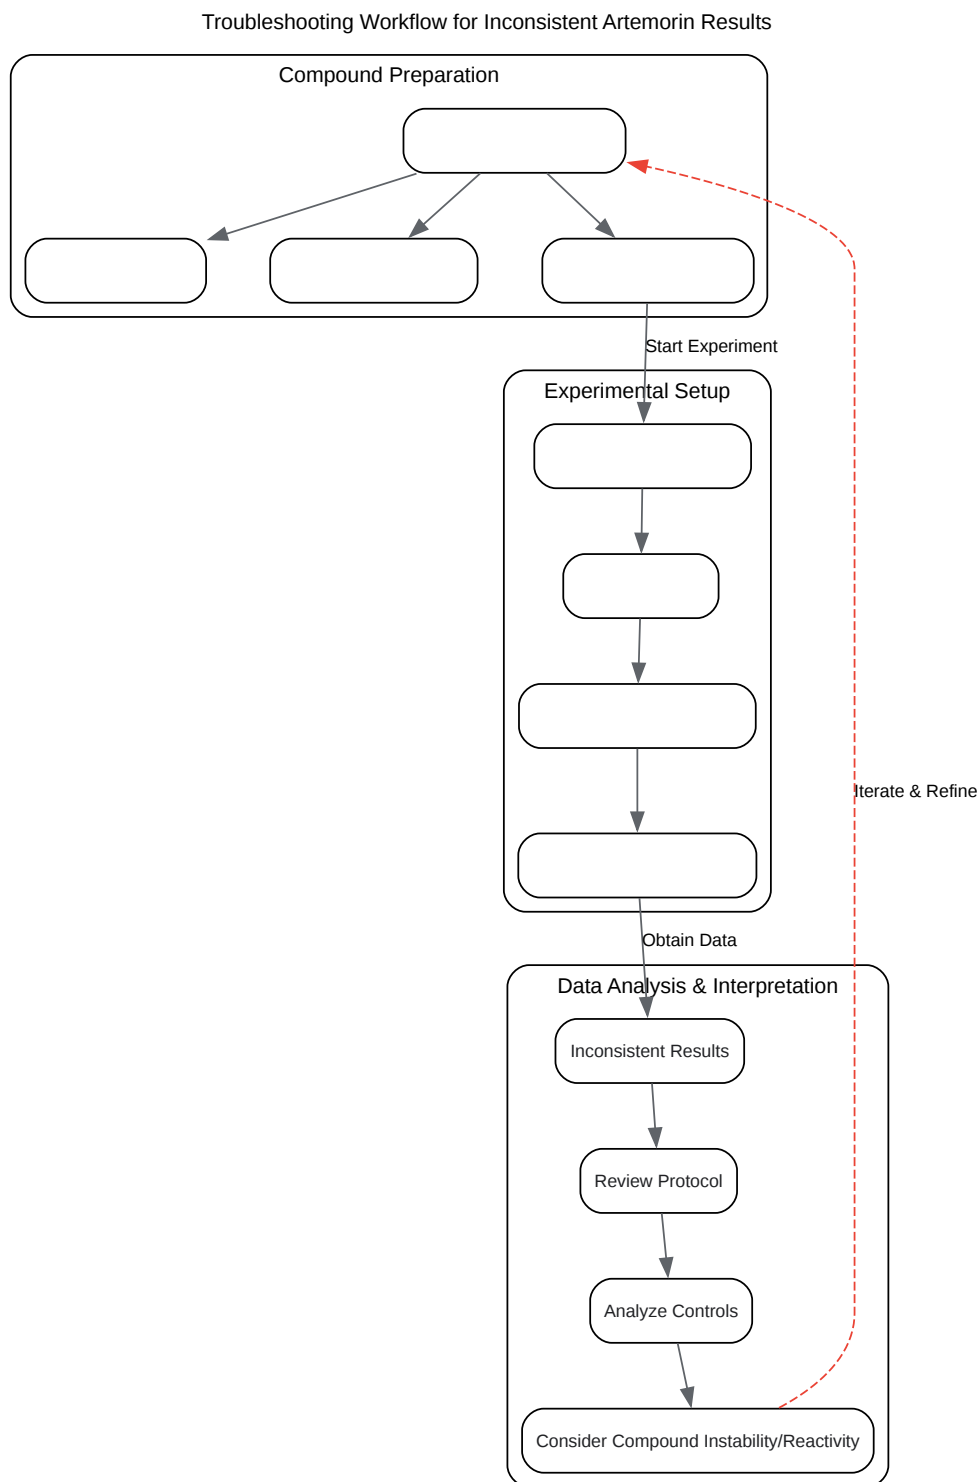 Troubleshooting Workflow for Inconsistent Artemorin Results
Compound Preparation
Start Experiment
Experimental Setup
Iterate & Refine
Obtain Data
Data Analysis & Interpretation
Inconsistent Results
Review Protocol
Analyze Controls
Consider Compound Instability/Reactivity